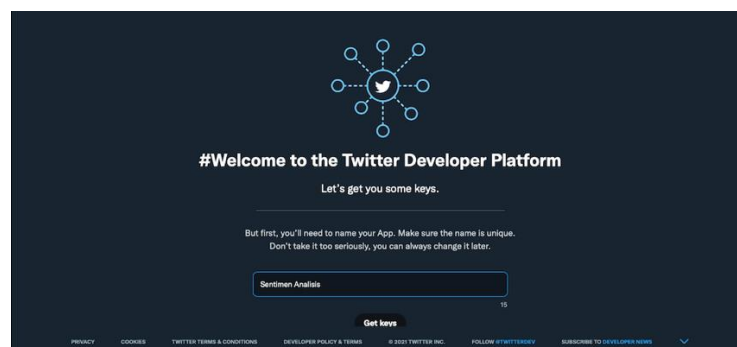 #Welcome to the Twitter Developer Platform
Let's get you some keys.
But first, you'll need to name your App. Make sure the name is unique.
Don't take it too seriously, you can always change it later.
Sentimen Analisis
15
Get keys
PRIVACY COOKIES TWITTER TERMS & CONDITIONS DEVELOPER POLICY & TERMS © 2021 TWITTER INC. FOLLOW @TWITTERDEV SUBSCRIBE TO DEVELOPER NEWS